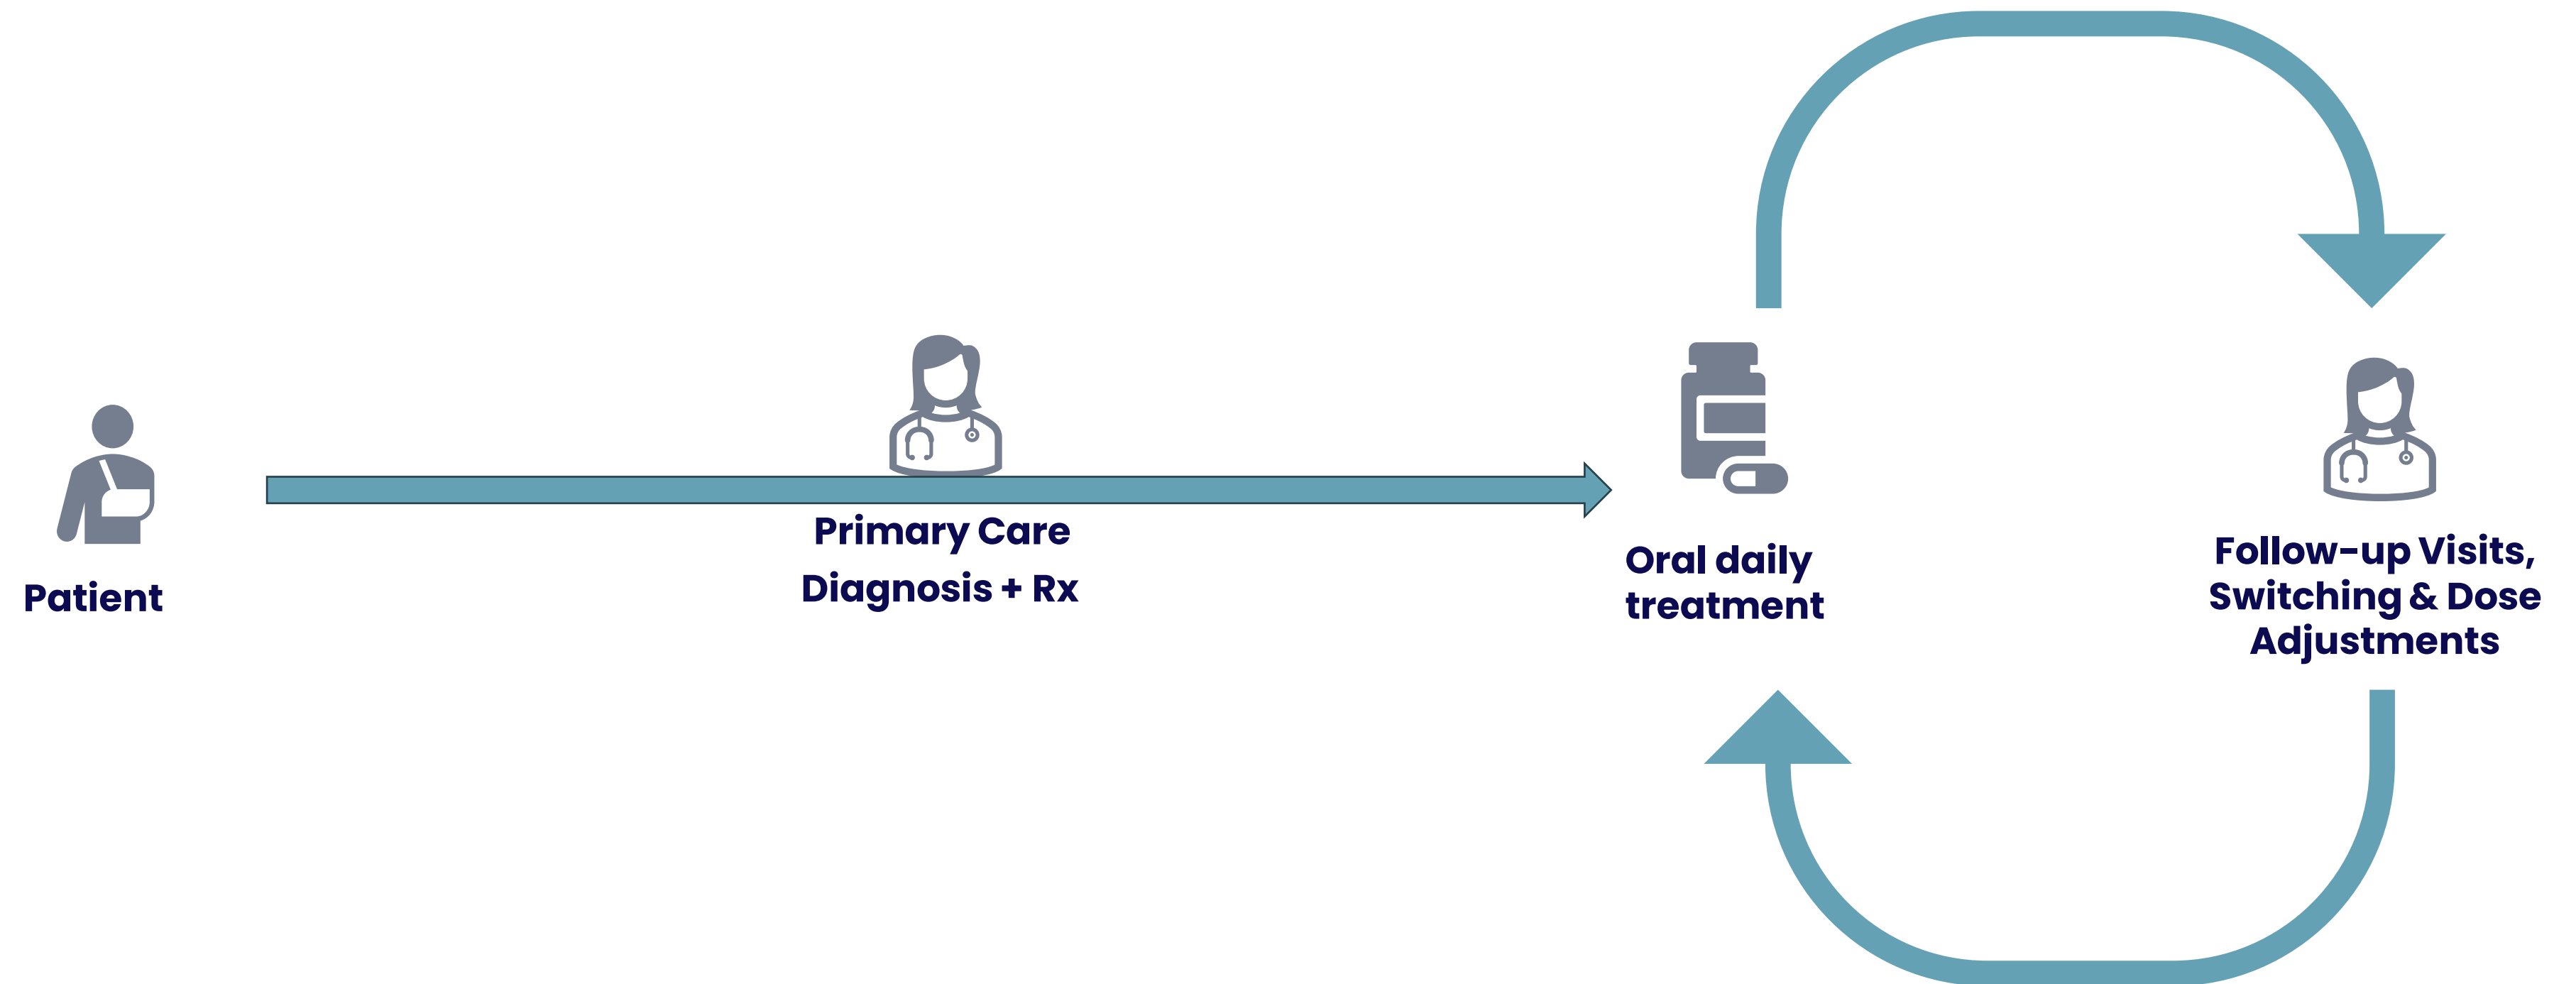 Patient
Primary Care
Diagnosis + Rx
Oral daily
treatment
Follow-up Visits,
Switching & Dose
Adjustments